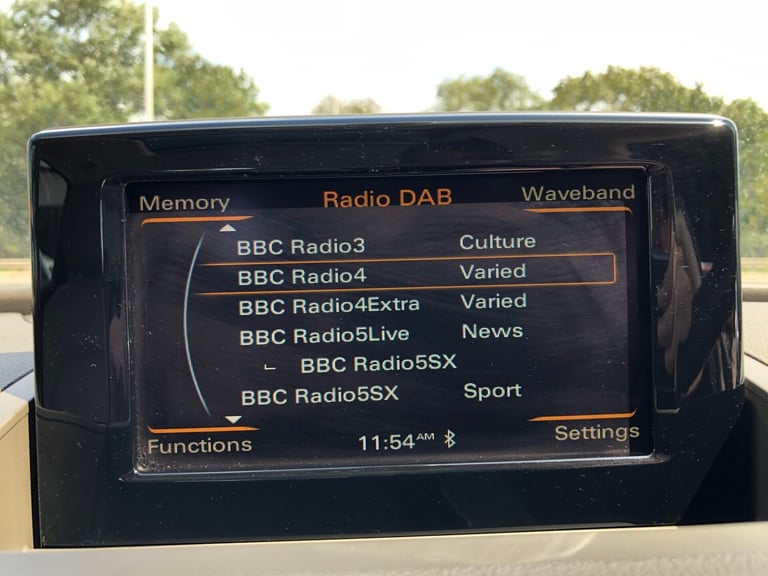 Memory Radio DAB Waveband
BBC Radio3 Culture
BBC Radio4 Varied
BBC Radio4Extra Varied
BBC Radio5Live News
BBC Radio5SX
BBC Radio5SX Sport
Functions 11:54AM Settings